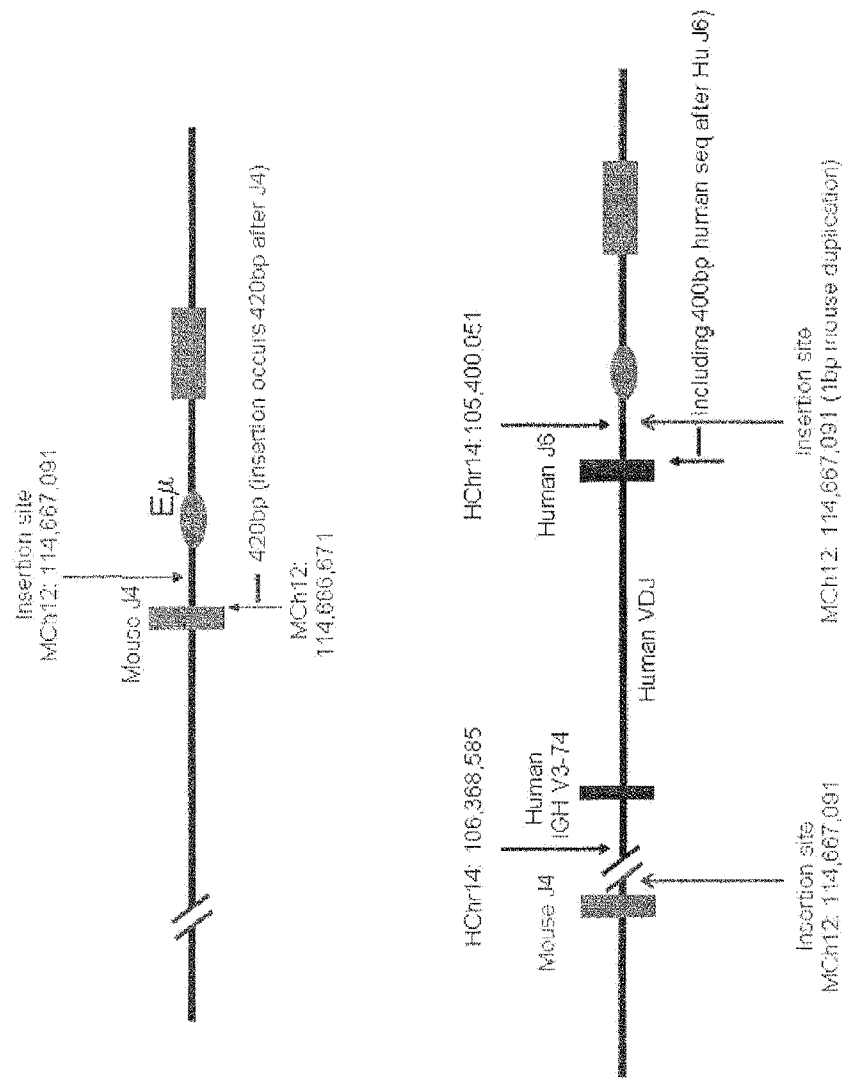 Insertion site
MCh12: 114,667,091
Mouse J4
Eμ
420bp (insertion occurs 420bp after J4)
MCh12:
114,666,671
HChr14: 106,368,585
HChr14:105,400,051
Mouse J4
Human
IGH V3-74
Human J6
Human VDJ
including 400bp human seq after Hu J6)
Insertion site
MCh12: 114,667,091
Insertion site
MCh12: 114,667,091 (1bp mouse duplication)